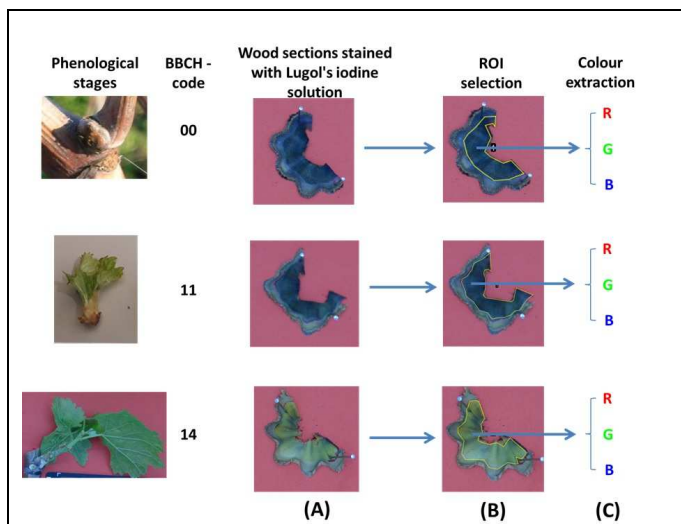 Phenological
stages
BBCH -
code
Wood sections stained
with Lugol's iodine
solution
ROI
selection
Colour
extraction
00
R
G
B
11
R
G
B
14
R
G
B
(A)
(B)
(C)